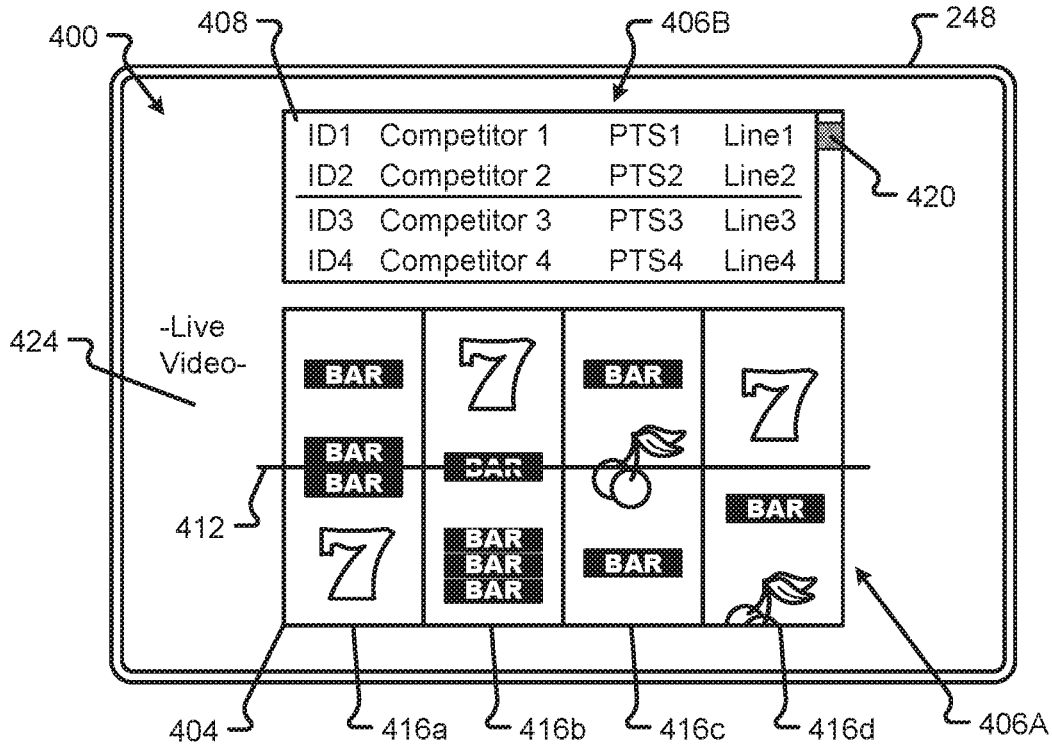 408
406B
248
400
ID1 Competitor 1 PTS1 Line1
ID2 Competitor 2 PTS2 Line2
420
ID3 Competitor 3 PTS3 Line3
ID4 Competitor 4 PTS4 Line4
-Live
Video-
424
7
BAR
BAR
7
BAR
BAR
BAR
412
BAR
7
BAR
BAR
BAR
BAR
404
416a
416b
416c
416d
406A